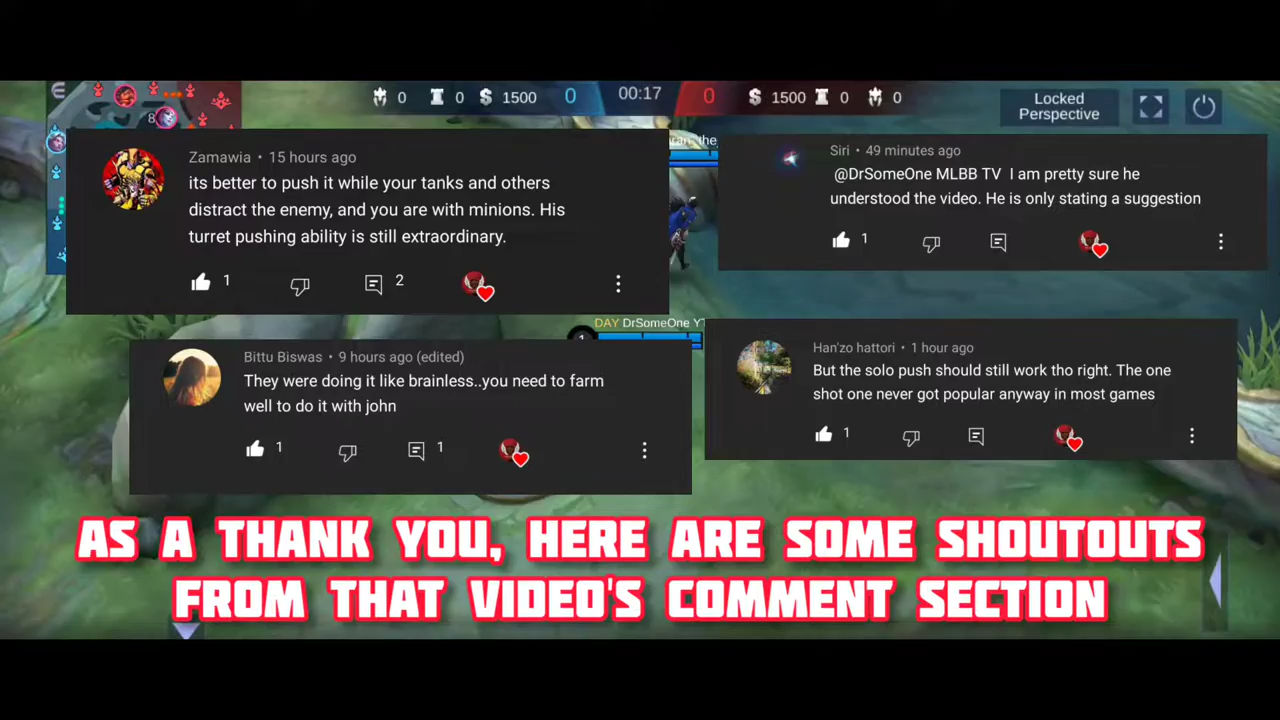 0 0 $ 1500 0 00:17 0 $ 1500 0 0
Locked
Perspective
8
Zamawia • 15 hours ago
its better to push it while your tanks and others
distract the enemy, and you are with minions. His
turret pushing ability is still extraordinary.
1 2
Siri • 49 minutes ago
@DrSomeOne MLBB TV I am pretty sure he
understood the video. He is only stating a suggestion
1
DAY DrSomeOne YT
1
Bittu Biswas • 9 hours ago (edited)
They were doing it like brainless..you need to farm
well to do it with john
1 1
Han'zo hattori • 1 hour ago
But the solo push should still work tho right. The one
shot one never got popular anyway in most games
1
AS A THANK YOU, HERE ARE SOME SHOUTOUTS
FROM THAT VIDEO'S COMMENT SECTION